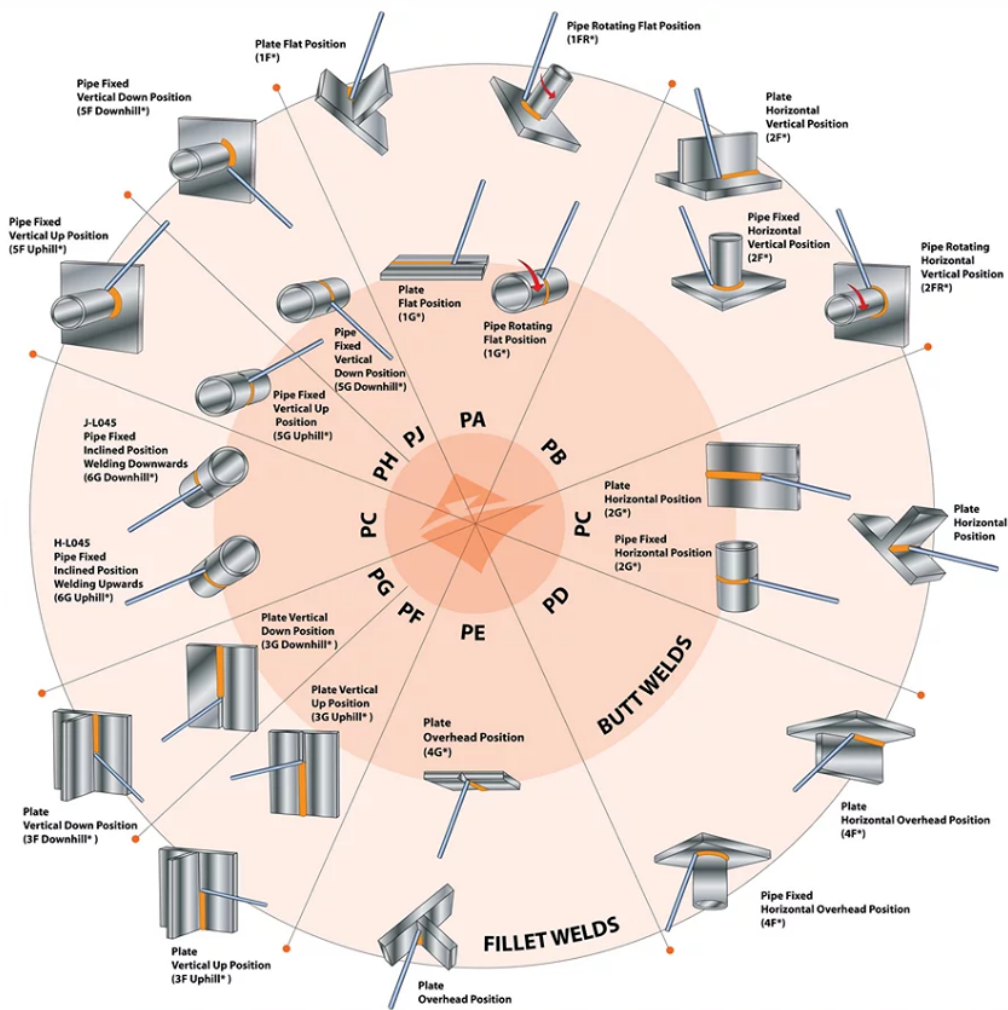 Plate Flat Position
(1F*)
Pipe Rotating Flat Position
(1FR*)
Pipe Fixed
Vertical Down Position
(5F Downhill*)
Plate
Horizontal
Vertical Position
(2F*)
Pipe Fixed
Vertical Up Position
(5F Uphill*)
Pipe Fixed
Horizontal
Vertical Position
(2F*)
Pipe Rotating
Horizontal
Vertical Position
(2FR*)
Plate
Flat Position
(1G*)
Pipe Rotating
Flat Position
(1G*)
Pipe
Fixed
Vertical
Down Position
(5G Downhill*)
Pipe Fixed
Vertical Up
Position
(5G Uphill*)
J-L045
Pipe Fixed
Inclined Position
Welding Downwards
(6G Downhill*)
H-L045
Pipe Fixed
Inclined Position
Welding Upwards
(6G Uphill*)
PA
PJ
PB
PH
PC
PC
PG
PF
PE
PD
Plate
Horizontal Position
(2G*)
Pipe Fixed
Horizontal Position
(2G*)
Plate
Horizontal
Position
Plate Vertical
Down Position
(3G Downhill* )
Plate Vertical
Up Position
(3G Uphill* )
Plate
Overhead Position
(4G*)
BUTT WELDS
Plate
Vertical Down Position
(3F Downhill* )
Plate
Horizontal Overhead Position
(4F*)
Pipe Fixed
Horizontal Overhead Position
(4F*)
FILLET WELDS
Plate
Vertical Up Position
(3F Uphill* )
Plate
Overhead Position